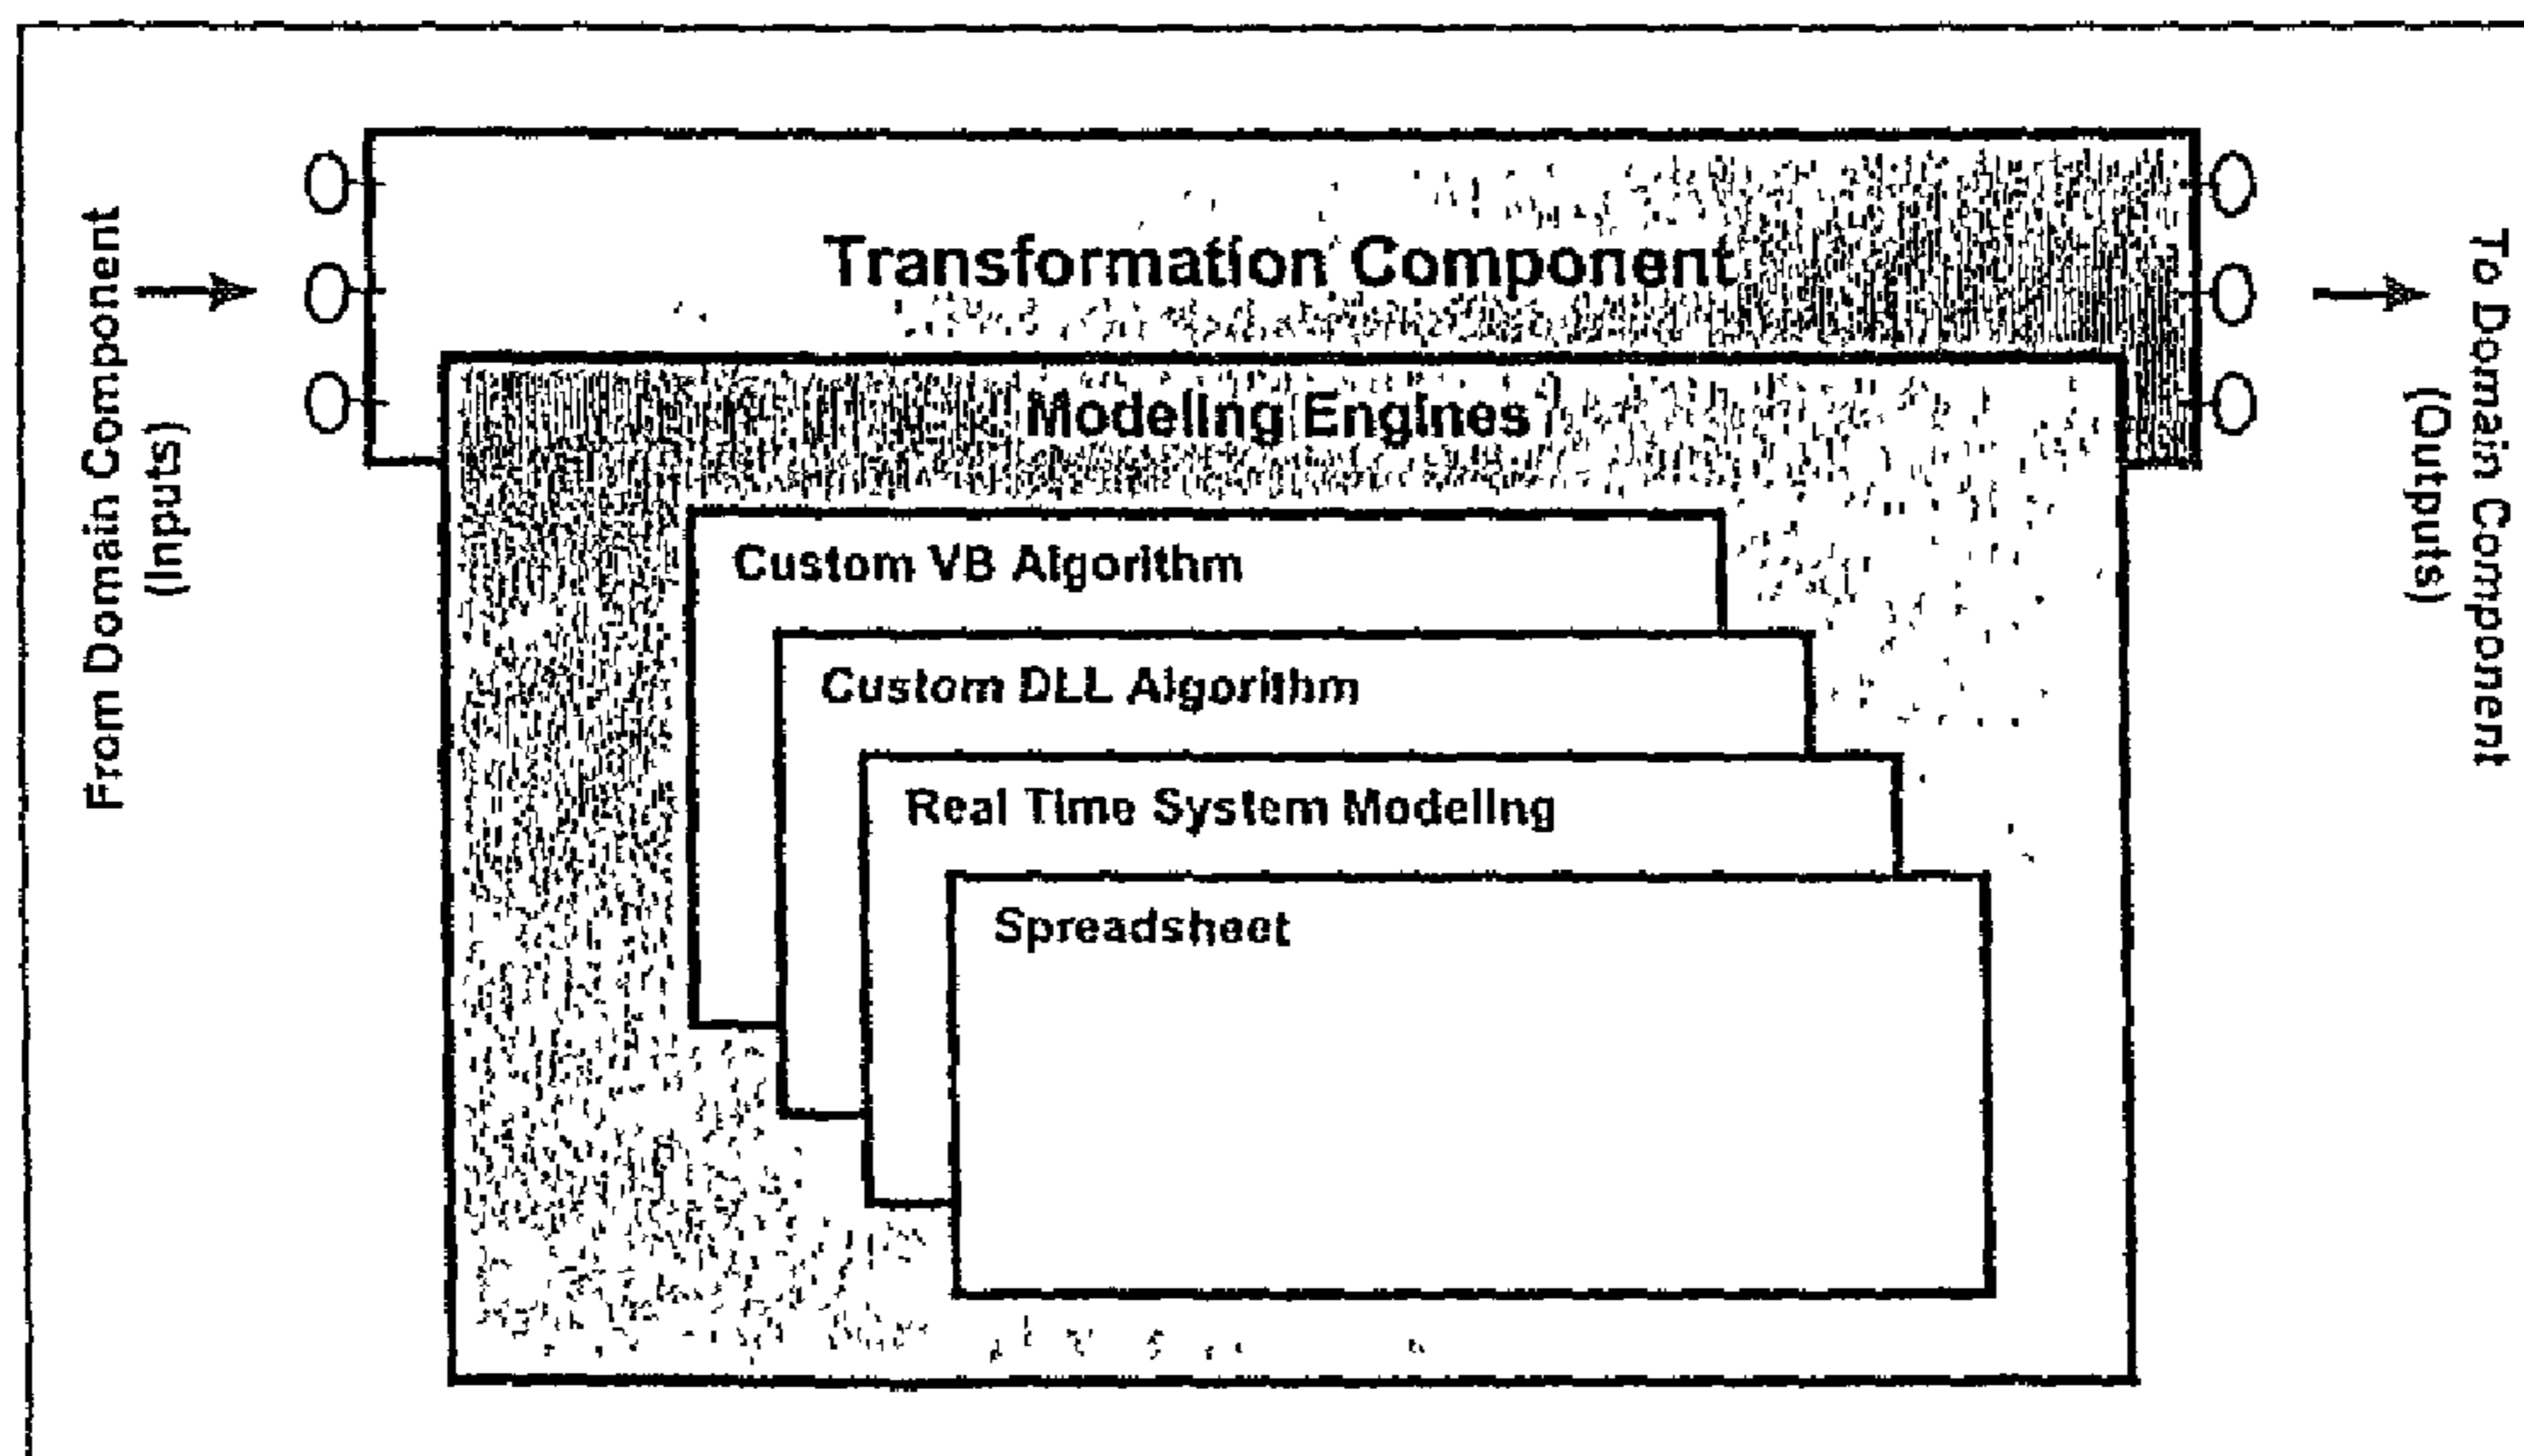 Transformation Component
From Domain Component
(Inputs)
Modeling Engines
Custom VB Algorithm
Custom DLL Algorithm
Real Time System Modeling
Spreadsheet
To Domain Component
(Outputs)